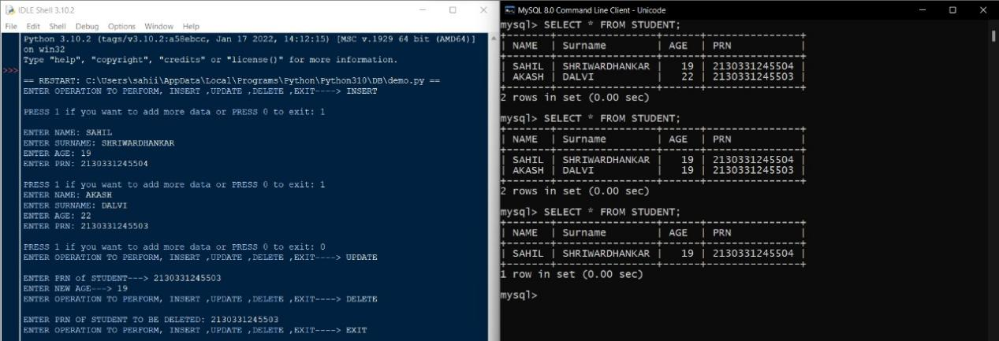 IDLE Shell 3.10.2
File Edit Shell Debug Options Window Help
Python 3.10.2 (tags/v3.10.2:a58ebcc, Jan 17 2022, 14:12:15) [MSC v.1929 64 bit (AMD64)]
on win32
Type "help", "copyright", "credits" or "license()" for more information.
>>>
== RESTART: C:\Users\sahii\AppData\Local\Programs\Python\Python310\DB\demo.py ==
ENTER OPERATION TO PERFORM, INSERT ,UPDATE ,DELETE ,EXIT----> INSERT
PRESS 1 if you want to add more data or PRESS 0 to exit: 1
ENTER NAME: SAHIL
ENTER SURNAME: SHRIWARDHANKAR
ENTER AGE: 19
ENTER PRN: 2130331245504
PRESS 1 if you want to add more data or PRESS 0 to exit: 1
ENTER NAME: AKASH
ENTER SURNAME: DALVI
ENTER AGE: 22
ENTER PRN: 2130331245503
PRESS 1 if you want to add more data or PRESS 0 to exit: 0
ENTER OPERATION TO PERFORM, INSERT ,UPDATE ,DELETE ,EXIT----> UPDATE
ENTER PRN of STUDENT---> 2130331245503
ENTER NEW AGE---> 19
ENTER OPERATION TO PERFORM, INSERT ,UPDATE ,DELETE ,EXIT----> DELETE
ENTER PRN OF STUDENT TO BE DELETED: 2130331245503
ENTER OPERATION TO PERFORM, INSERT ,UPDATE ,DELETE ,EXIT----> EXIT
MySQL 8.0 Command Line Client - Unicode
mysql> SELECT * FROM STUDENT;
+-------+----------------+------+---------------+
| NAME | Surname | AGE | PRN |
+-------+----------------+------+---------------+
| SAHIL | SHRIWARDHANKAR | 19 | 2130331245504 |
| AKASH | DALVI | 22 | 2130331245503 |
+-------+----------------+------+---------------+
2 rows in set (0.00 sec)
mysql> SELECT * FROM STUDENT;
+-------+----------------+------+---------------+
| NAME | Surname | AGE | PRN |
+-------+----------------+------+---------------+
| SAHIL | SHRIWARDHANKAR | 19 | 2130331245504 |
| AKASH | DALVI | 19 | 2130331245503 |
+-------+----------------+------+---------------+
2 rows in set (0.00 sec)
mysql> SELECT * FROM STUDENT;
+-------+----------------+------+---------------+
| NAME | Surname | AGE | PRN |
+-------+----------------+------+---------------+
| SAHIL | SHRIWARDHANKAR | 19 | 2130331245504 |
+-------+----------------+------+---------------+
1 row in set (0.00 sec)
mysql>